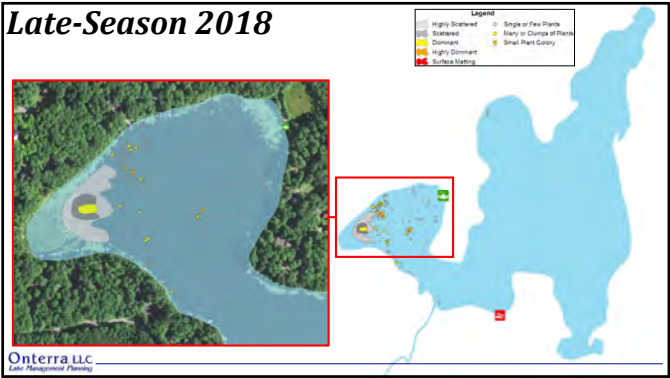 Late-Season 2018
Legend
Highly Scattered
Scattered
Dominant
Highly Dominant
Surface Matting
Single or Few Plants
Many or Clumps of Plants
Small Plant Colony
Onterra LLC
Lake Management Planning